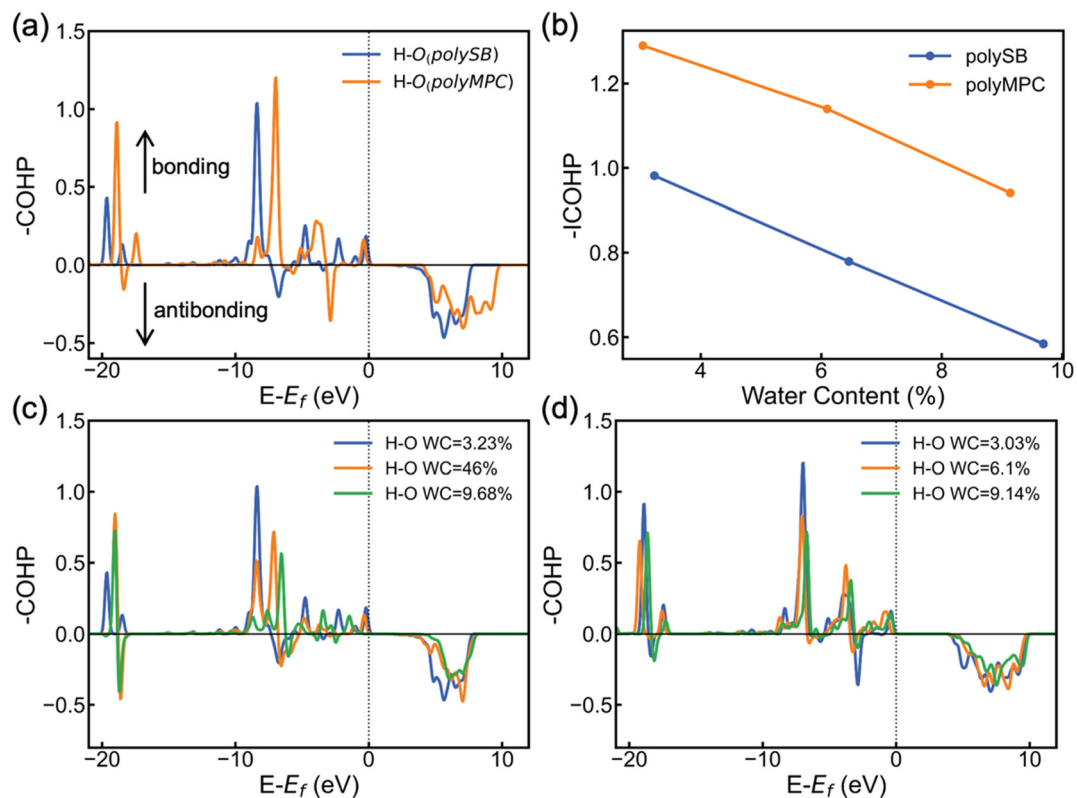 (a)
1.5
1.0
0.5
0.0
−0.5
-COHP
H-O(polySB)
H-O(polyMPC)
bonding
antibonding
−20
−10
0
10
E-Ef (eV)
(b)
1.2
1.0
0.8
0.6
-ICOHP
polySB
polyMPC
4
6
8
10
Water Content (%)
(c)
1.5
1.0
0.5
0.0
−0.5
-COHP
H-O WC=3.23%
H-O WC=46%
H-O WC=9.68%
−20
−10
0
10
E-Ef (eV)
(d)
1.5
1.0
0.5
0.0
−0.5
-COHP
H-O WC=3.03%
H-O WC=6.1%
H-O WC=9.14%
−20
−10
0
10
E-Ef (eV)